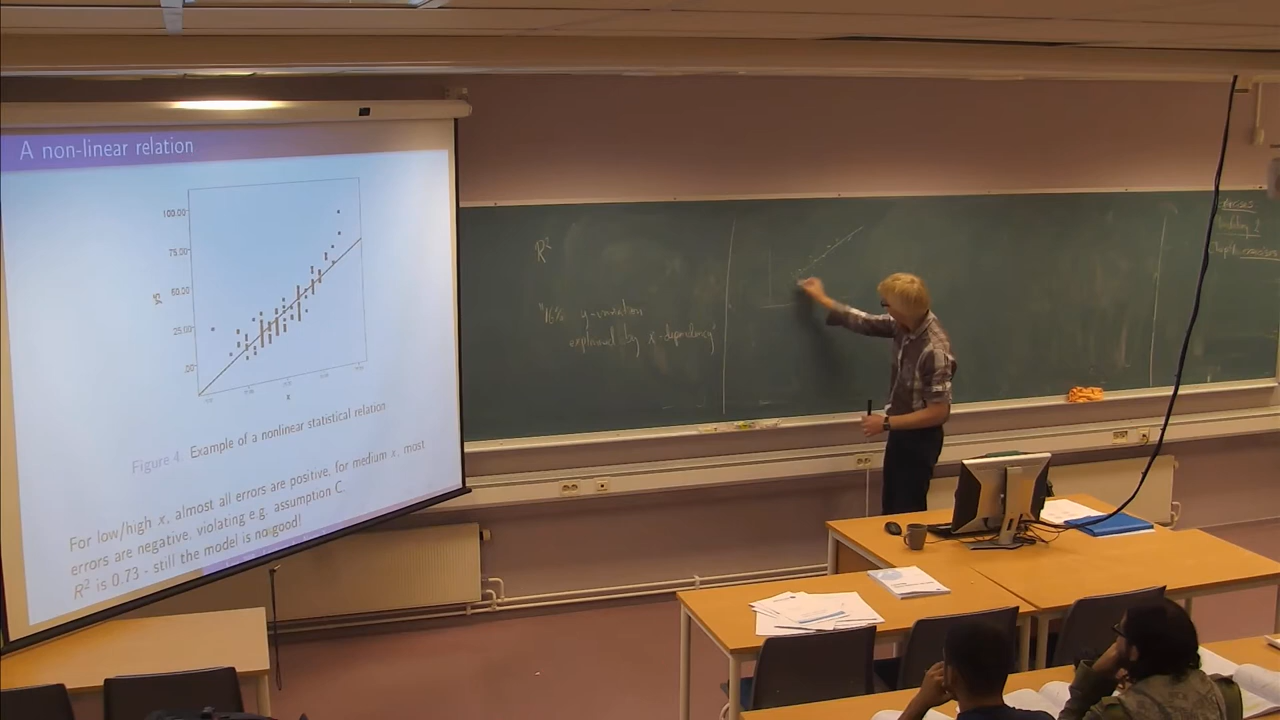 A non-linear relation
100.00
75.00
50.00
25.00
.00
x
Figure 4. Example of a nonlinear statistical relation
For low/high x, almost all errors are positive, for medium x, most
errors are negative, violating e.g. assumption C.
R² is 0.73 - still the model is no good!
R²
"16% y-variation
explained by x-dependency"